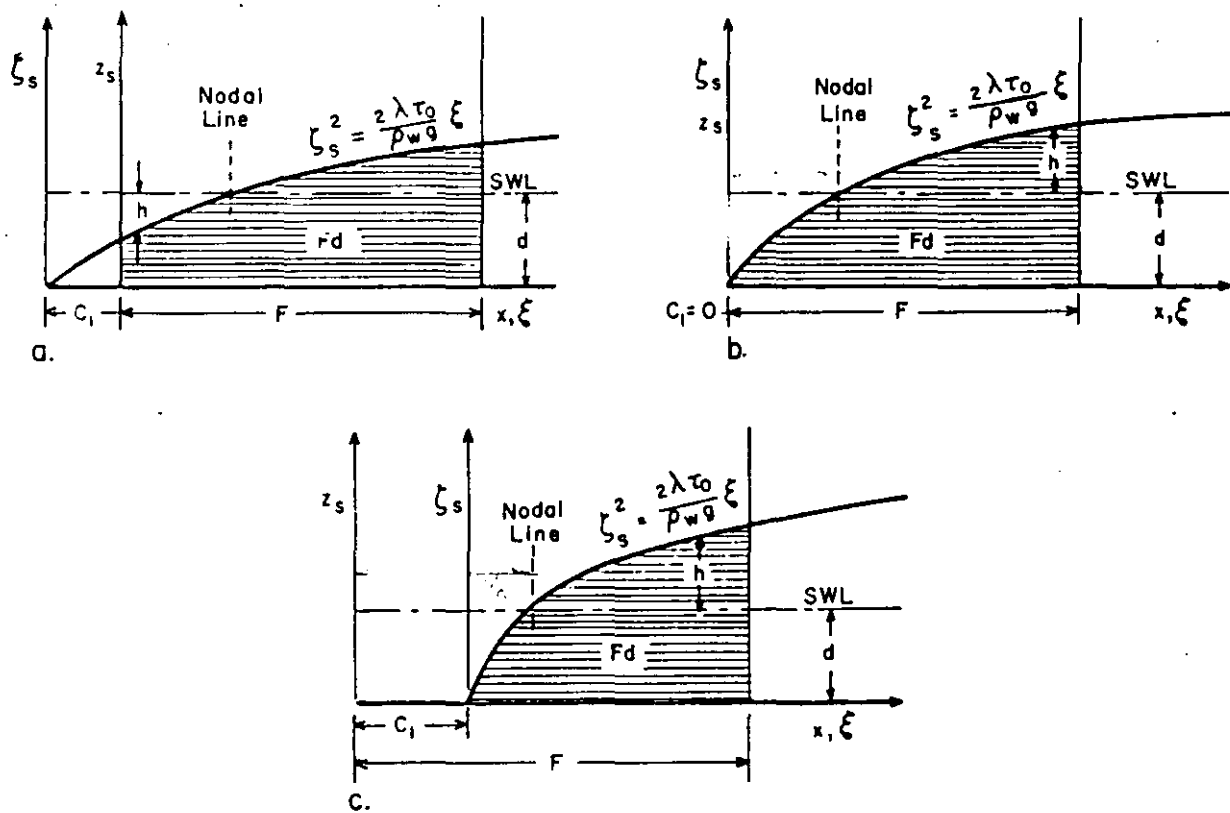 ζs
zs
Nodal
Line
ζs² = 2λτ0/ρwg ξ
SWL
h
Fd
d
C1
F
x, ξ
a.
ζs
zs
Nodal
Line
ζs² = 2λτ0/ρwg ξ
h
SWL
Fd
d
C1=0
F
x, ξ
b.
zs
ζs
Nodal
Line
ζs² = 2λτ0/ρwg ξ
h
SWL
Fd
d
C1
x, ξ
F
c.